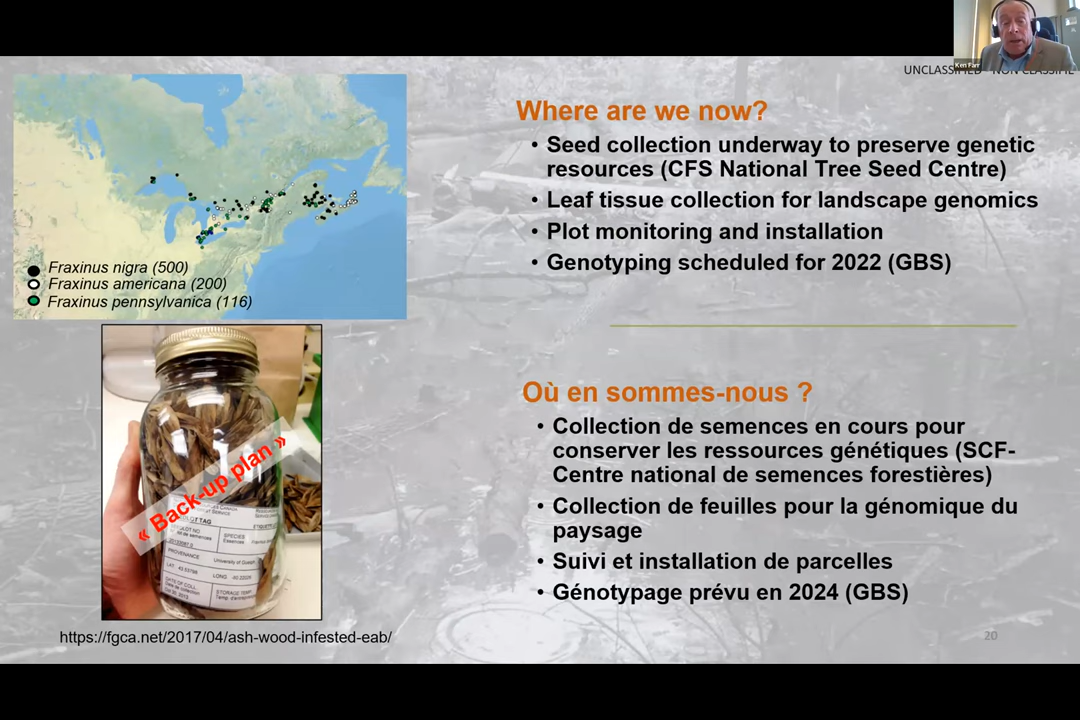 Ken Farr
UNCLASSIFIED - NON CLASSIFIÉ
Where are we now?
• Seed collection underway to preserve genetic
resources (CFS National Tree Seed Centre)
• Leaf tissue collection for landscape genomics
• Plot monitoring and installation
• Genotyping scheduled for 2022 (GBS)
Fraxinus nigra (500)
Fraxinus americana (200)
Fraxinus pennsylvanica (116)
« Back-up plan »
TAG
SPECIES
PROVENANCE
University of Guelph
LAT
LONG
https://fgca.net/2017/04/ash-wood-infested-eab/
Où en sommes-nous ?
• Collection de semences en cours pour
conserver les ressources génétiques (SCF-
Centre national de semences forestières)
• Collection de feuilles pour la génomique du
paysage
• Suivi et installation de parcelles
• Génotypage prévu en 2024 (GBS)
20